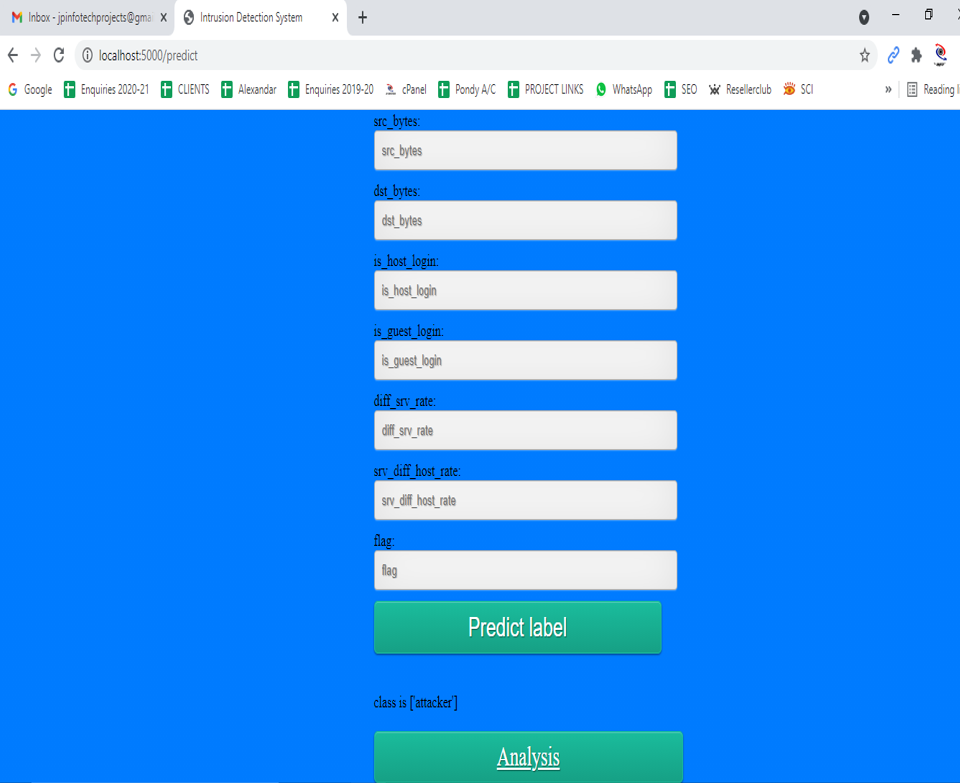 Inbox - jpinfotechprojects@gma
Intrusion Detection System
localhost:5000/predict
Google Enquiries 2020-21 CLIENTS Alexandar Enquiries 2019-20 cPanel Pondy A/C PROJECT LINKS WhatsApp SEO Resellerclub SCI » Reading li
src_bytes:
src_bytes
dst_bytes:
dst_bytes
is_host_login:
is_host_login
is_guest_login:
is_guest_login
diff_srv_rate:
diff_srv_rate
srv_diff_host_rate:
srv_diff_host_rate
flag:
flag
Predict label
class is ['attacker']
Analysis